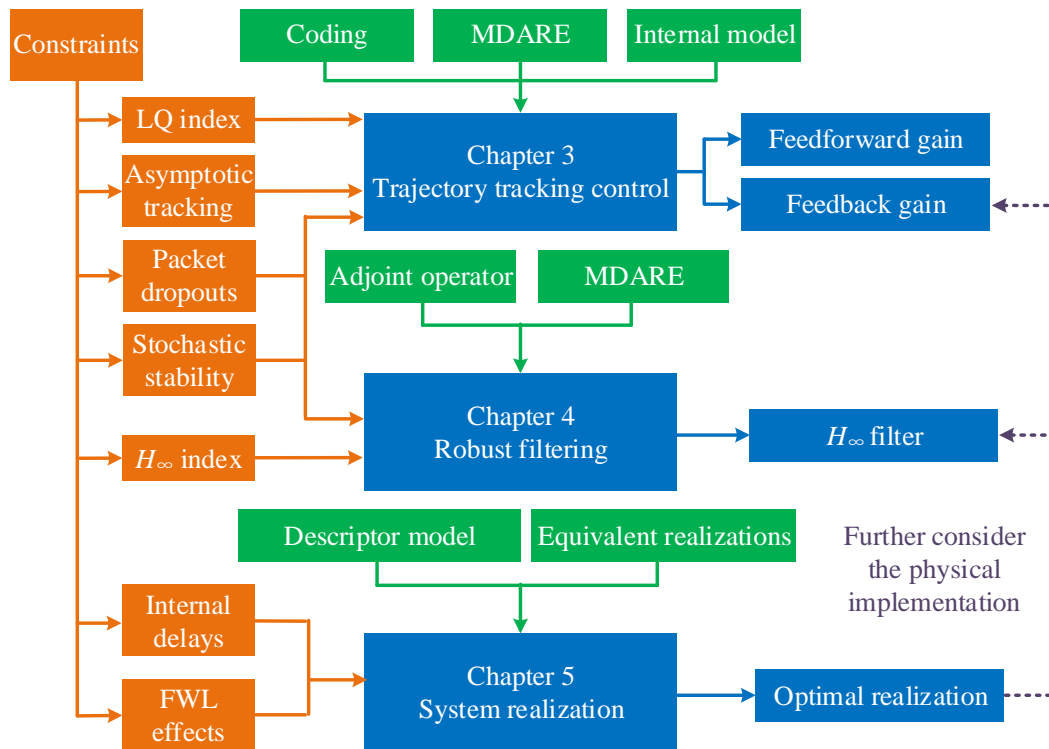 Constraints
Coding
MDARE
Internal model
LQ index
Asymptotic
tracking
Packet
dropouts
Stochastic
stability
H∞ index
Internal
delays
FWL
effects
Chapter 3
Trajectory tracking control
Feedforward gain
Feedback gain
Adjoint operator
MDARE
Chapter 4
Robust filtering
H∞ filter
Descriptor model
Equivalent realizations
Further consider
the physical
implementation
Chapter 5
System realization
Optimal realization